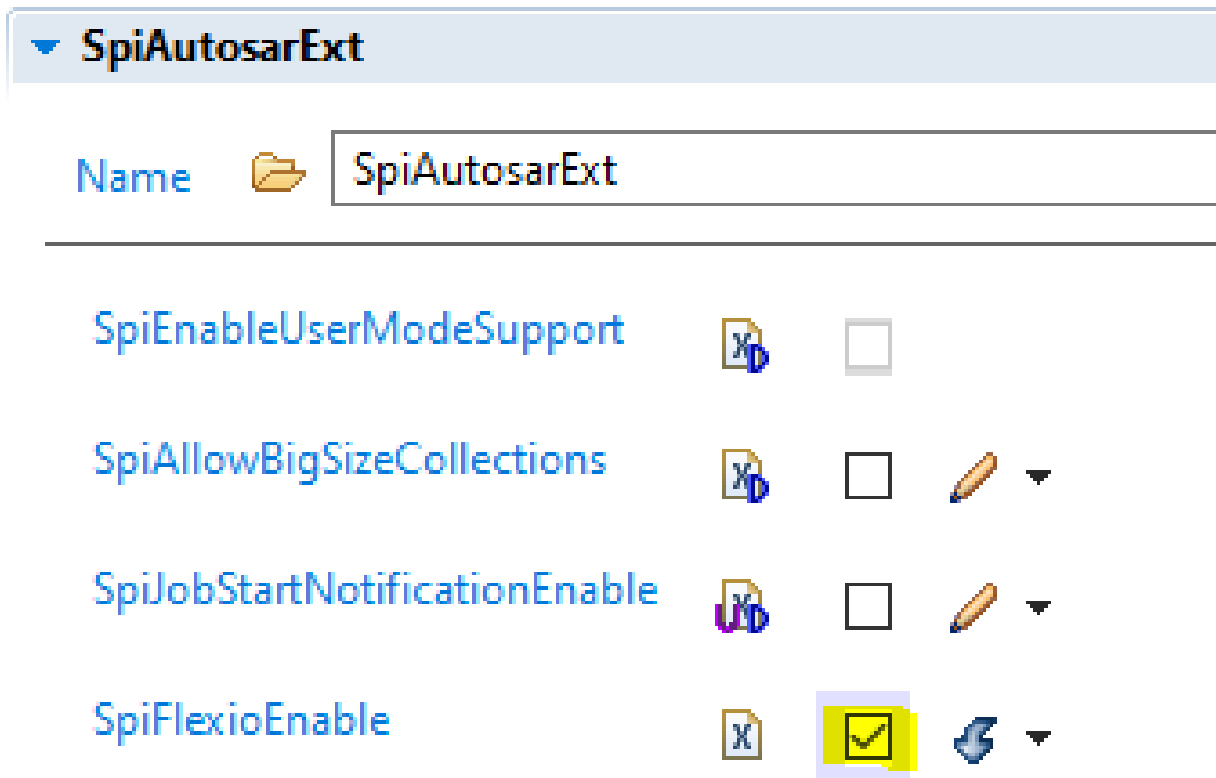 SpiAutosarExt
Name SpiAutosarExt
SpiEnableUserModeSupport
SpiAllowBigSizeCollections
SpiJobStartNotificationEnable
SpiFlexioEnable